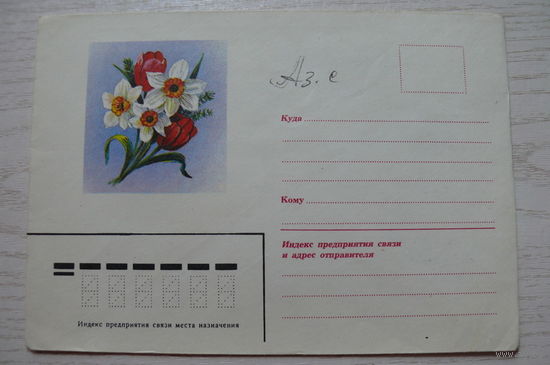 Аз. е
Куда
Кому
Индекс предприятия связи
и адрес отправителя
Индекс предприятия связи места назначения